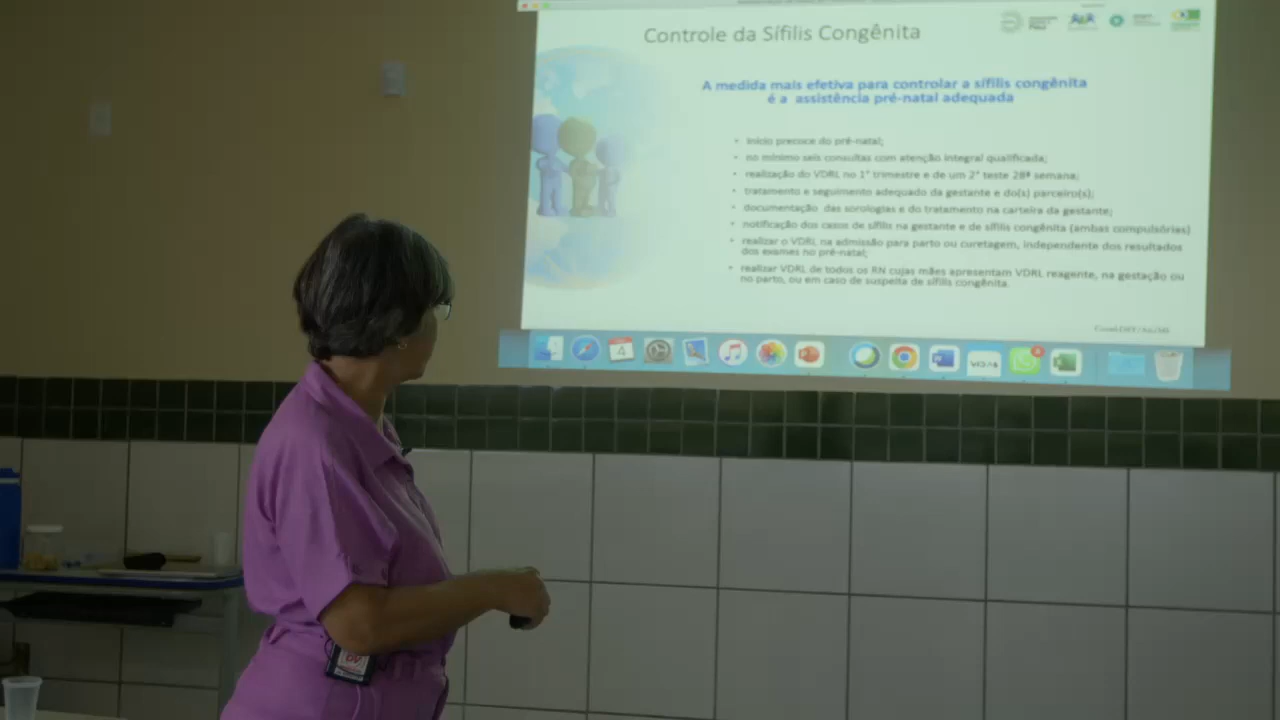 Controle da Sífilis Congênita
A medida mais efetiva para controlar a sífilis congênita
é a assistência pré-natal adequada
• Início precoce do pré-natal;
• no mínimo seis consultas com atenção integral qualificada;
• realização do VDRL no 1° trimestre e de um 2° teste 28ª semana;
• tratamento e seguimento adequado da gestante e do(s) parceiro(s);
• documentação das sorologias e do tratamento na carteira da gestante;
• notificação dos casos de sífilis na gestante e de sífilis congênita (ambas compulsórias)
• realizar o VDRL na admissão para parto ou curetagem, independente dos resultados
dos exames no pré-natal;
• realizar VDRL de todos os RN cujas mães apresentam VDRL reagente, na gestação ou
no parto, ou em caso de suspeita de sífilis congênita.
4